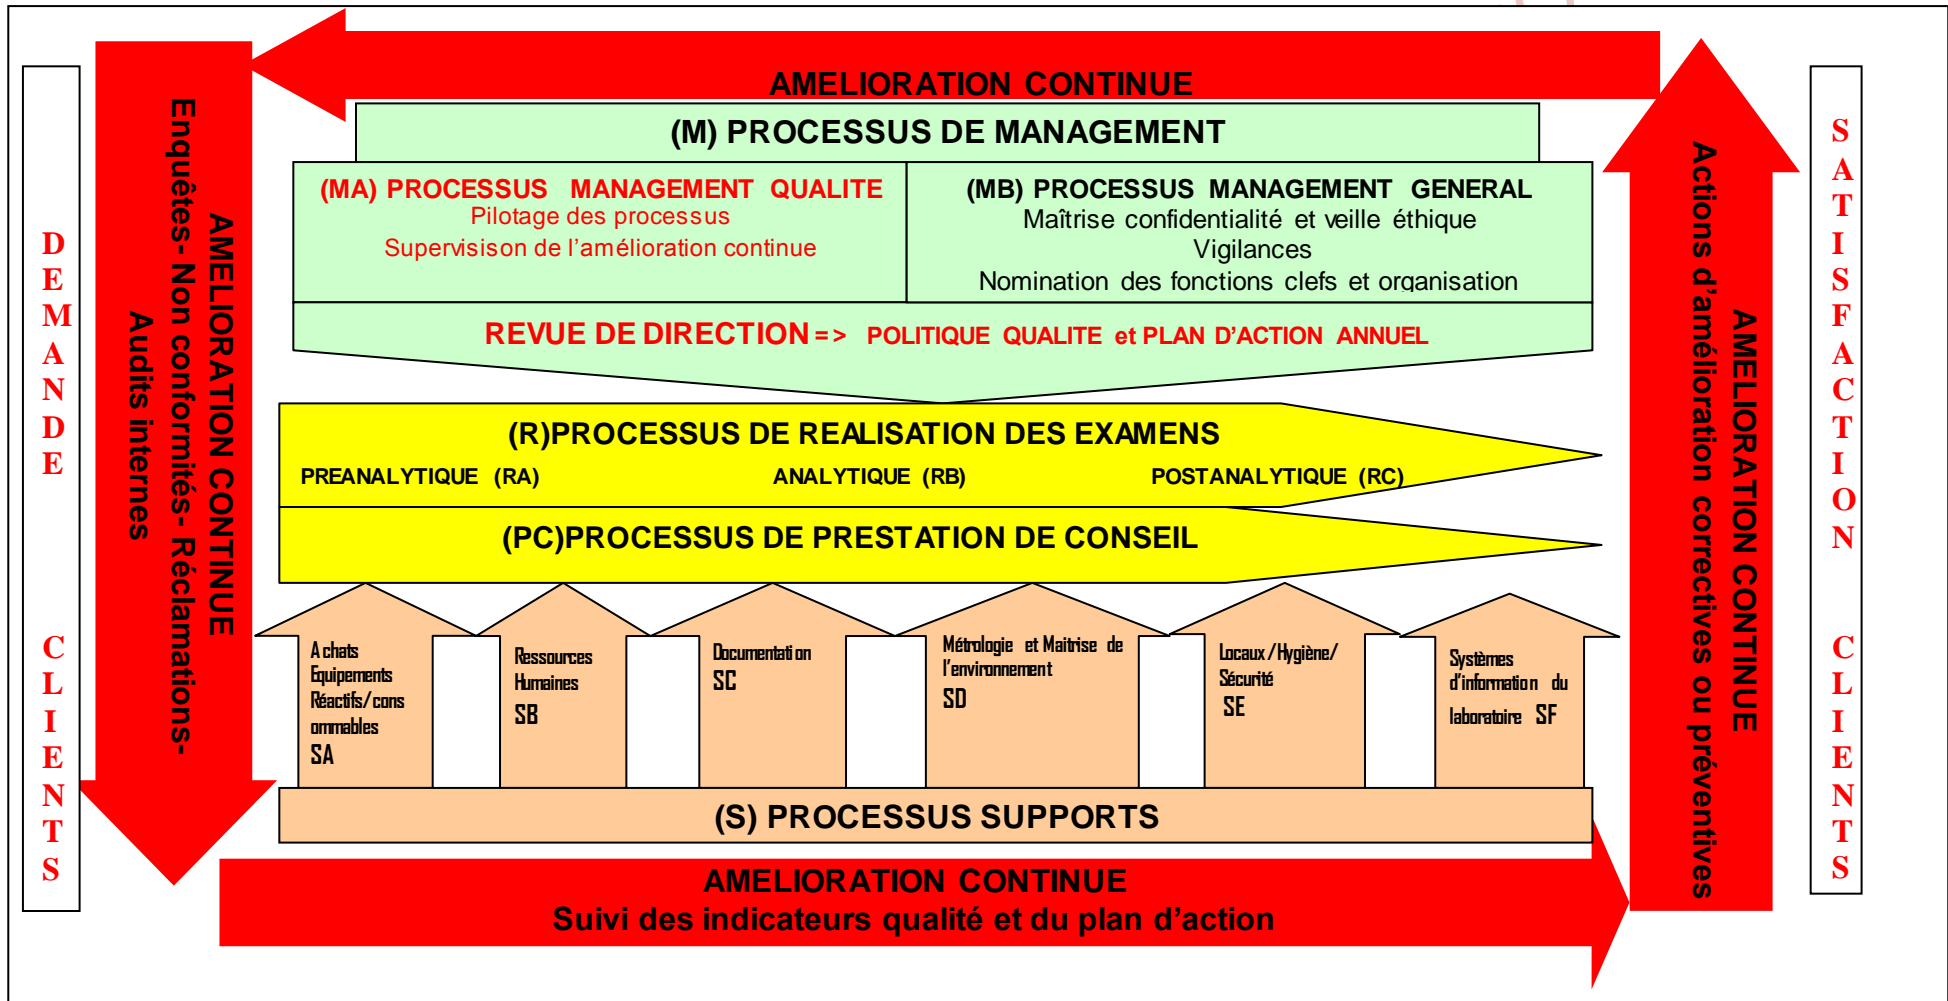 AMELIORATION CONTINUE
DEMANDE CLIENTS
AMELIORATION CONTINUE
Enquêtes- Non conformités- Réclamations-
Audits internes
(M) PROCESSUS DE MANAGEMENT
(MA) PROCESSUS MANAGEMENT QUALITE
Pilotage des processus
Supervisison de l'amélioration continue
(MB) PROCESSUS MANAGEMENT GENERAL
Maîtrise confidentialité et veille éthique
Vigilances
Nomination des fonctions clefs et organisation
REVUE DE DIRECTION => POLITIQUE QUALITE et PLAN D'ACTION ANNUEL
(R)PROCESSUS DE REALISATION DES EXAMENS
PREANALYTIQUE (RA) ANALYTIQUE (RB) POSTANALYTIQUE (RC)
(PC)PROCESSUS DE PRESTATION DE CONSEIL
Achats
Equipements
Réactifs/cons
ommables
SA
Ressources
Humaines
SB
Documentation
SC
Métrologie et Maitrise de
l'environnement
SD
Locaux/Hygiène/
Sécurité
SE
Systèmes
d'information du
laboratoire SF
(S) PROCESSUS SUPPORTS
AMELIORATION CONTINUE
Suivi des indicateurs qualité et du plan d'action
AMELIORATION CONTINUE
Actions d'amélioration correctives ou préventives
SATISFACTION CLIENTS